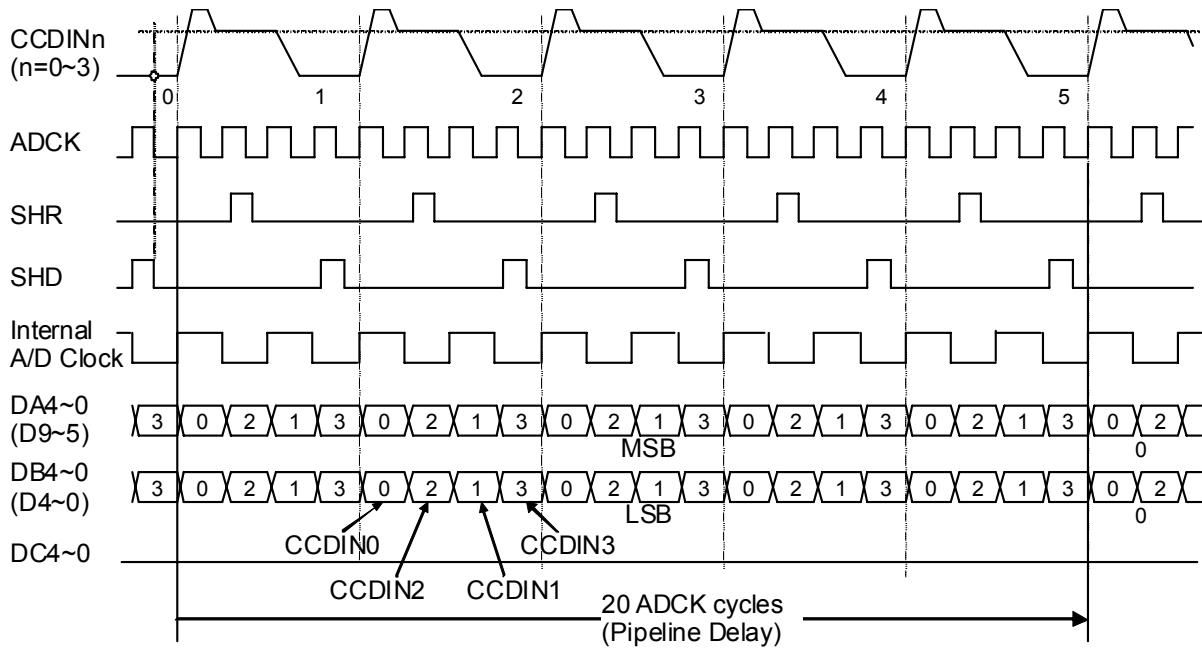 CCDINn
(n=0~3)
0 1 2 3 4 5
ADCK
SHR
SHD
Internal
A/D Clock
DA4~0
(D9~5)
3 0 2 1 3 0 2 1 3 0 2 1 3 0 2 1 3 0 2 1 3 0 2
MSB
0
DB4~0
(D4~0)
3 0 2 1 3 0 2 1 3 0 2 1 3 0 2 1 3 0 2 1 3 0 2
LSB
0
CCDIN0 CCDIN3
DC4~0
CCDIN2 CCDIN1
20 ADCK cycles
(Pipeline Delay)